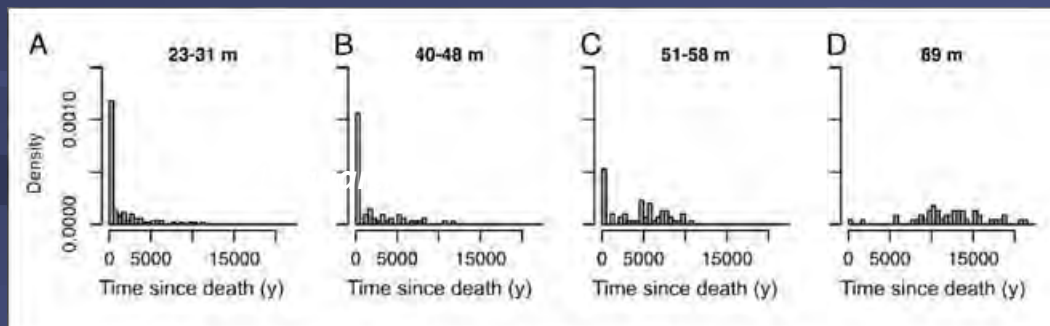 A 23-31 m
B 40-48 m
C 51-58 m
D 89 m
Density
0.0010
0.0000
0 5000 15000
0 5000 15000
0 5000 15000
0 5000 15000
Time since death (y)
Time since death (y)
Time since death (y)
Time since death (y)